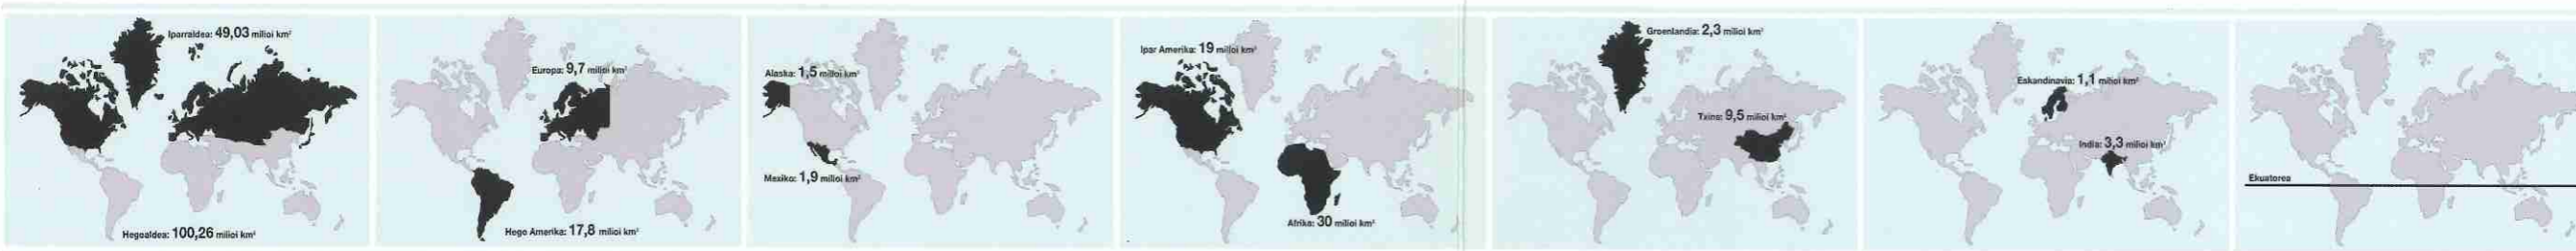 Iparraldea: 49,03 milioi km²
Hegoaldea: 100,26 milioi km²
Europa: 9,7 milioi km²
Hego Amerika: 17,8 milioi km²
Alaska: 1,5 milioi km²
Mexiko: 1,9 milioi km²
Ipar Amerika: 19 milioi km²
Afrika: 30 milioi km²
Groenlandia: 2,3 milioi km²
Txina: 9,5 milioi km²
Eskandinavia: 1,1 milioi km²
India: 3,3 milioi km²
Ekuatorea